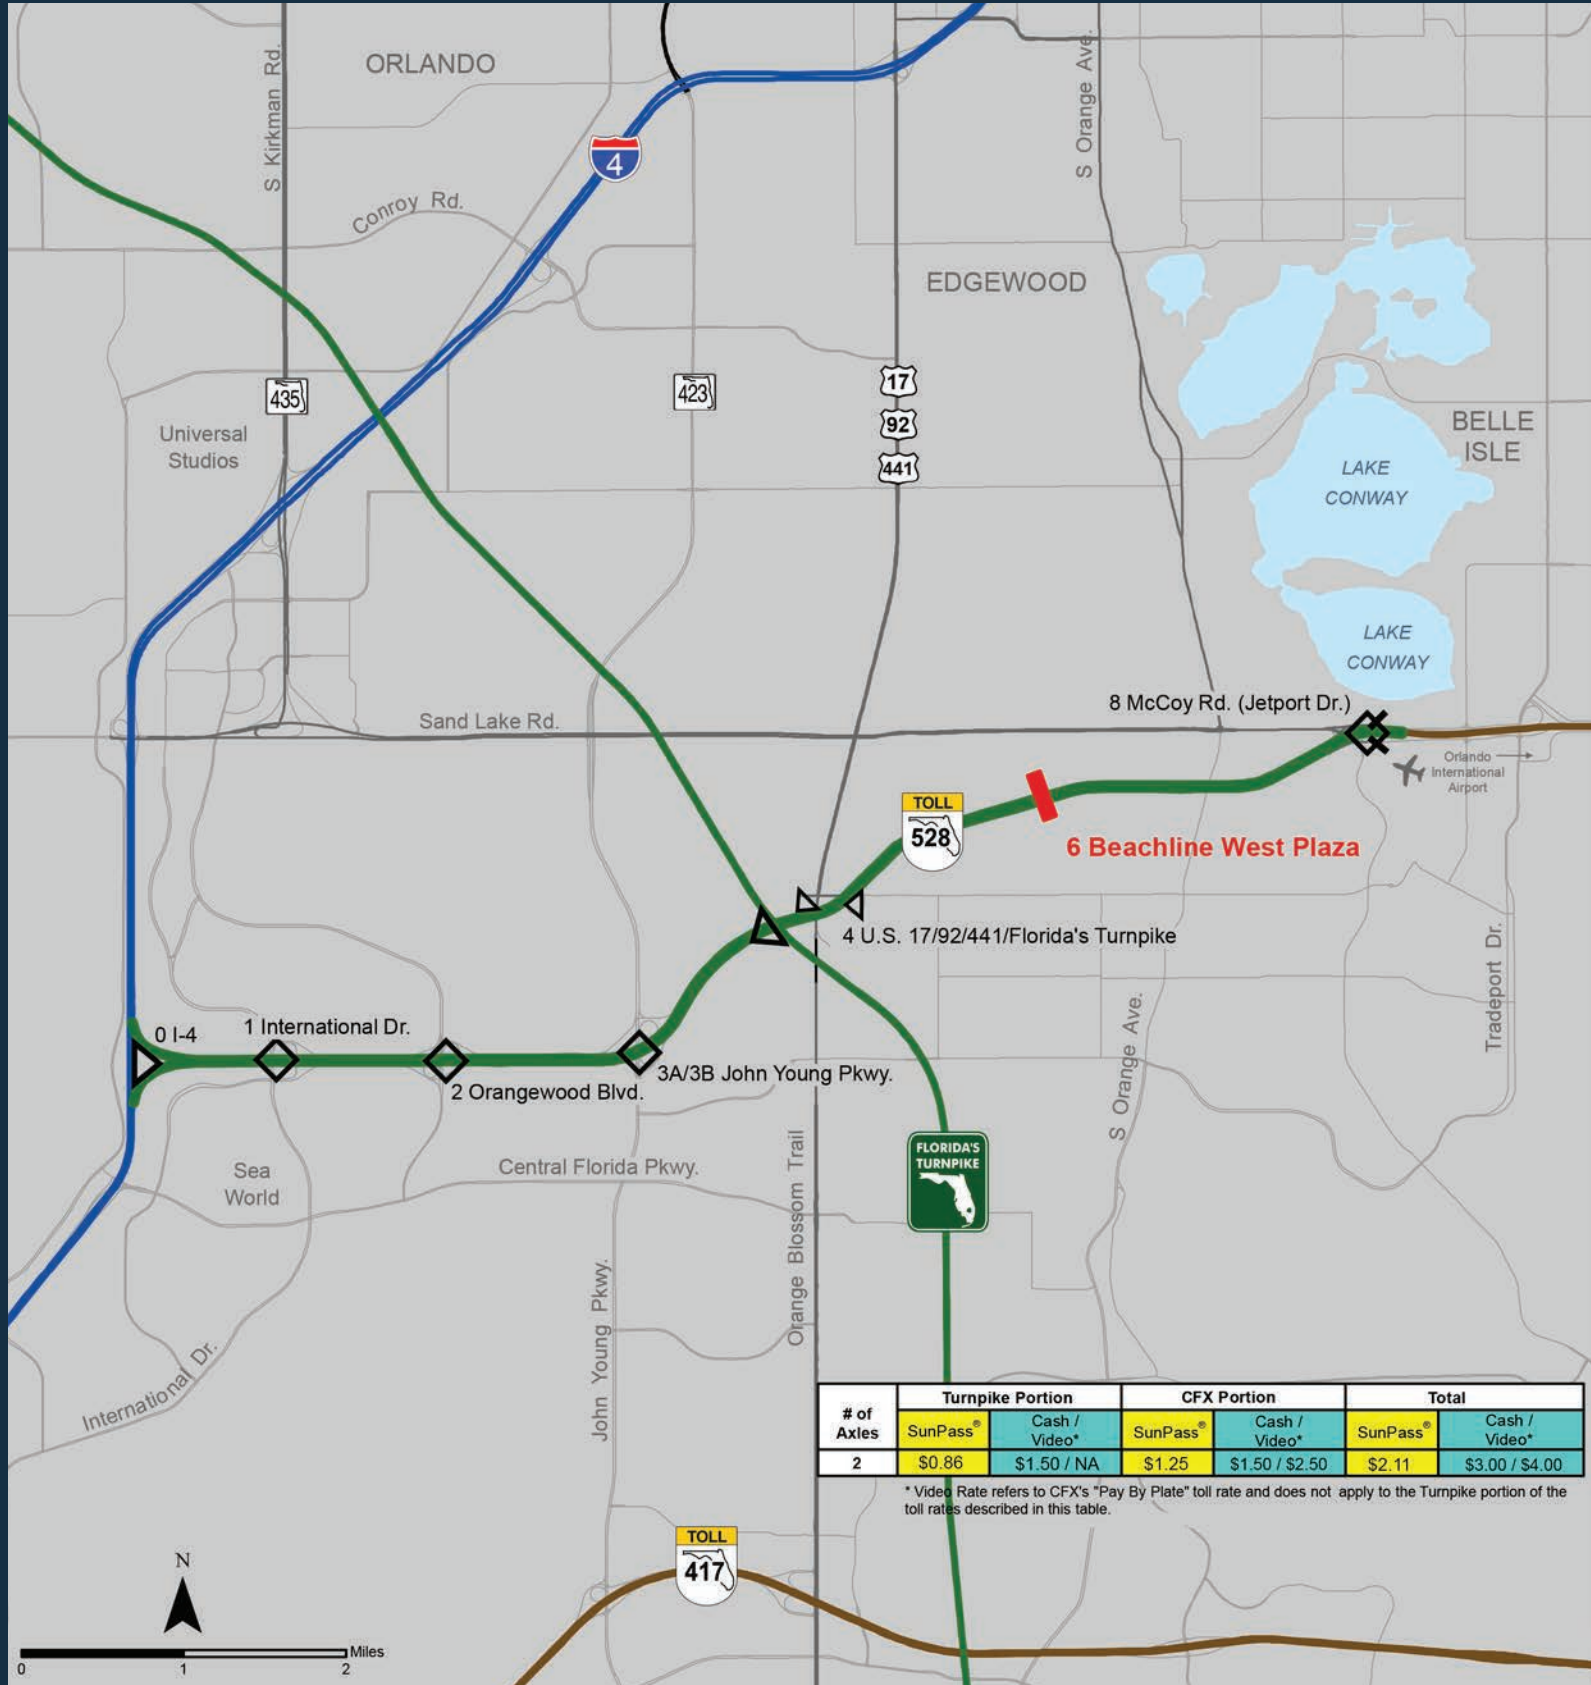 ORLANDO
S Kirkman Rd.
S Orange Ave.
4
Conroy Rd.
EDGEWOOD
435
423
17
92
441
Universal
Studios
BELLE
ISLE
LAKE
CONWAY
LAKE
CONWAY
8 McCoy Rd. (Jetport Dr.)
Sand Lake Rd.
Orlando
International
Airport
TOLL
528
6 Beachline West Plaza
4 U.S. 17/92/441/Florida's Turnpike
Tradeport Dr.
0 I-4
1 International Dr.
2 Orangewood Blvd.
3A/3B John Young Pkwy.
S Orange Ave.
FLORIDA'S
TURNPIKE
Sea
World
Central Florida Pkwy.
Orange Blossom Trail
John Young Pkwy.
International Dr.
# of
Axles
Turnpike Portion
CFX Portion
Total
SunPass®
Cash /
Video*
SunPass®
Cash /
Video*
SunPass®
Cash /
Video*
2 $0.86 $1.50 / NA $1.25 $1.50 / $2.50 $2.11 $3.00 / $4.00
* Video Rate refers to CFX's "Pay By Plate" toll rate and does not apply to the Turnpike portion of the
toll rates described in this table.
TOLL
417
N
Miles
0 1 2